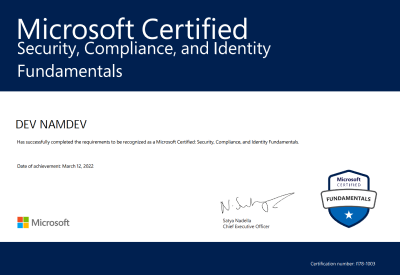 Microsoft Certified
Security, Compliance, and Identity
Fundamentals
DEV NAMDEV
Has successfully completed the requirements to be recognized as a Microsoft Certified: Security, Compliance, and Identity Fundamentals.
Date of achievement: March 12, 2022
Microsoft
CERTIFIED
FUNDAMENTALS
Microsoft
Satya Nadella
Chief Executive Officer
Certification number: I178-1003